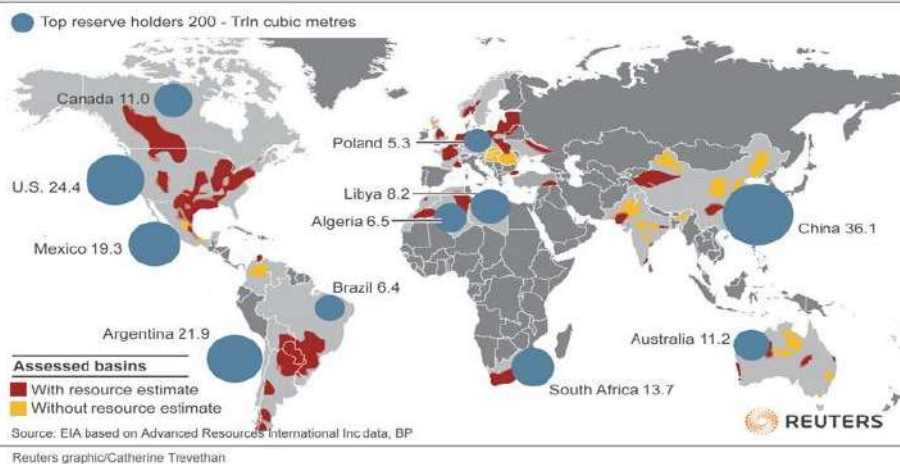 Top reserve holders 200 - Trln cubic metres
Canada 11.0
Poland 5.3
U.S. 24.4
Libya 8.2
Algeria 6.5
China 36.1
Mexico 19.3
Brazil 6.4
Argentina 21.9
Australia 11.2
South Africa 13.7
Assessed basins
With resource estimate
Without resource estimate
REUTERS
Source: EIA based on Advanced Resources International Inc data, BP
Reuters graphic/Catherine Trevethan